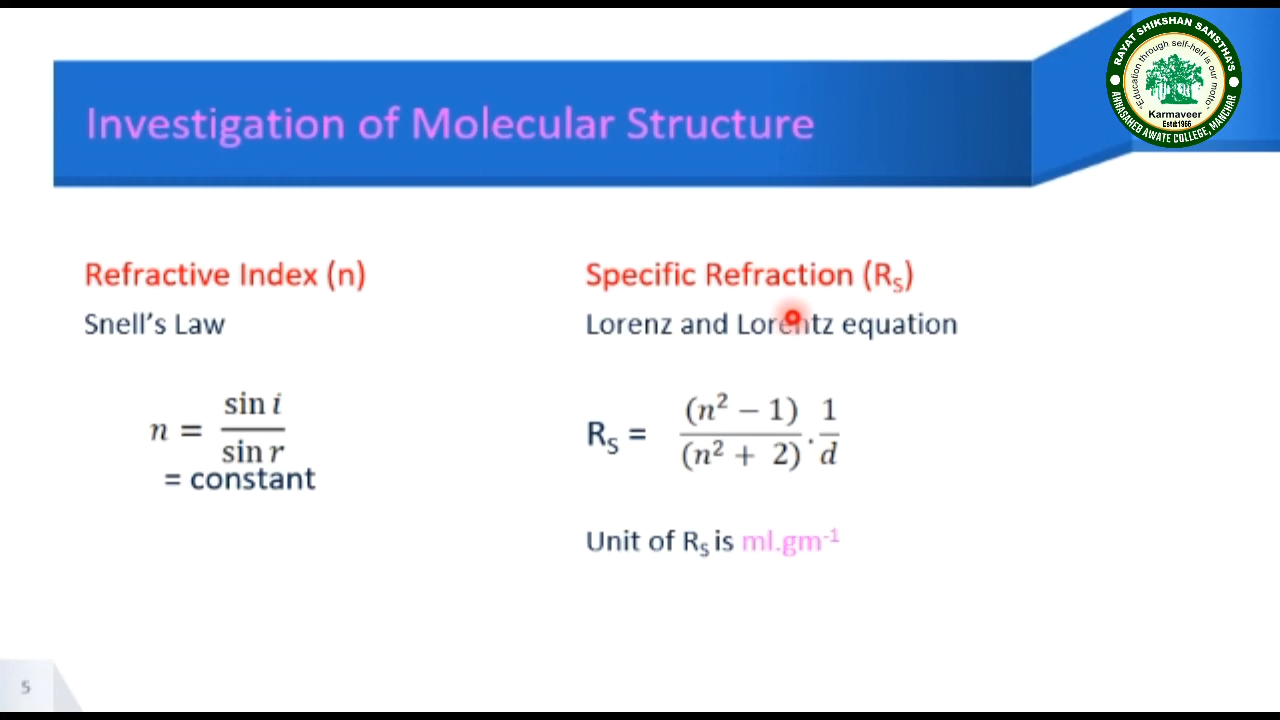 RAYAT SHIKSHAN SANSTHA'S
"Education through self-help is our motto"
Karmaveer
Estd:1966
ANNASAHEB AWATE COLLEGE, MANCHAR
Investigation of Molecular Structure
Refractive Index (n)
Snell's Law
n = sin i / sin r
= constant
Specific Refraction (R_S)
Lorenz and Lorentz equation
R_S = (n² − 1) / (n² + 2) · 1 / d
Unit of R_S is ml.gm⁻¹
5